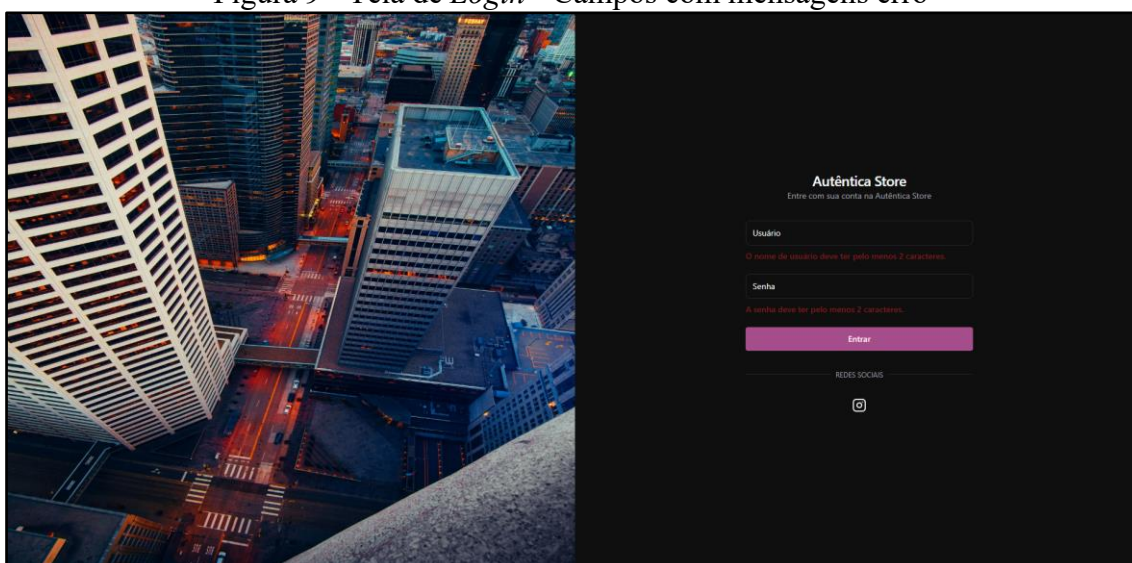 Figura 9 - Tela de Login - Campos com mensagens erro
Autêntica Store
Entre com sua conta na Autêntica Store
Usuário
O nome de usuário deve ter pelo menos 2 caracteres.
Senha
A senha deve ter pelo menos 2 caracteres.
Entrar
REDES SOCIAIS